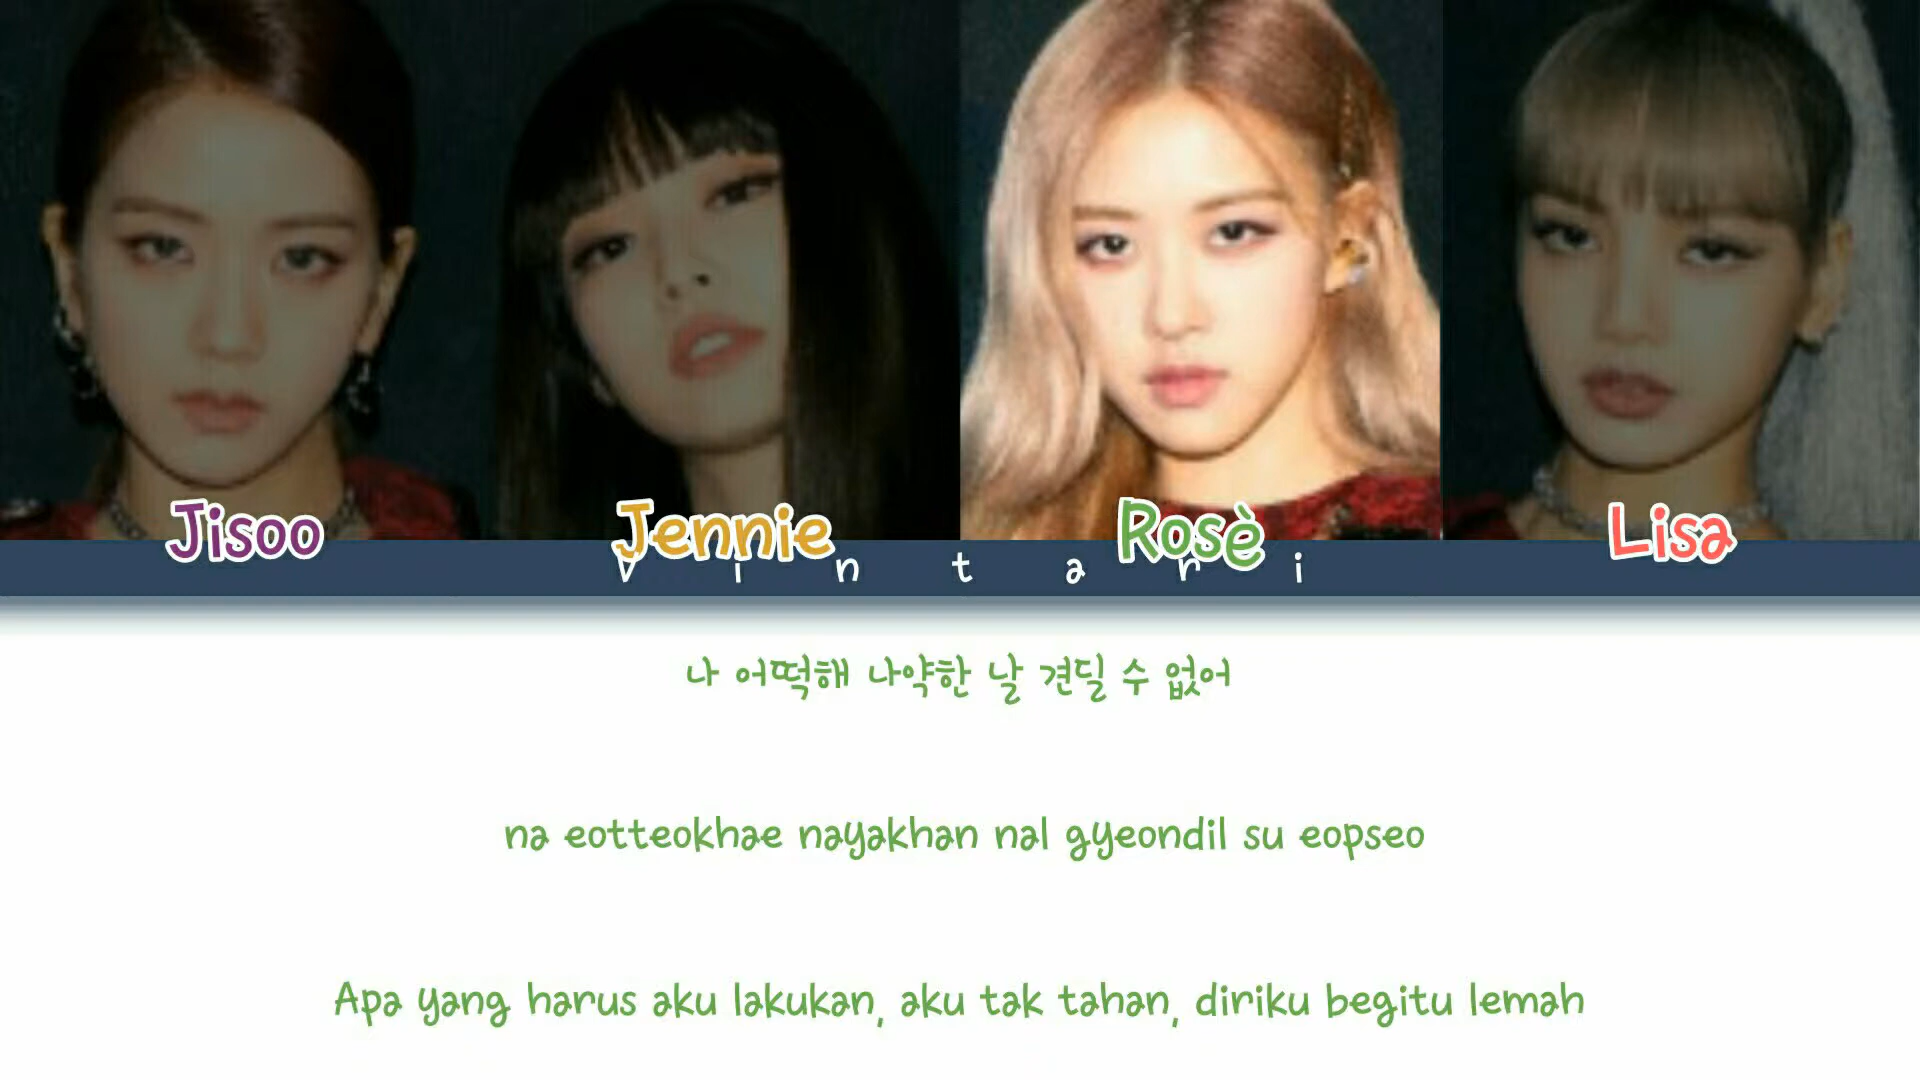 Jisoo Jennie Rosè Lisa
vintari
나 어떡해 나약한 날 견딜 수 없어
na eotteokhae nayakhan nal gyeondil su eopseo
Apa yang harus aku lakukan, aku tak tahan, diriku begitu lemah